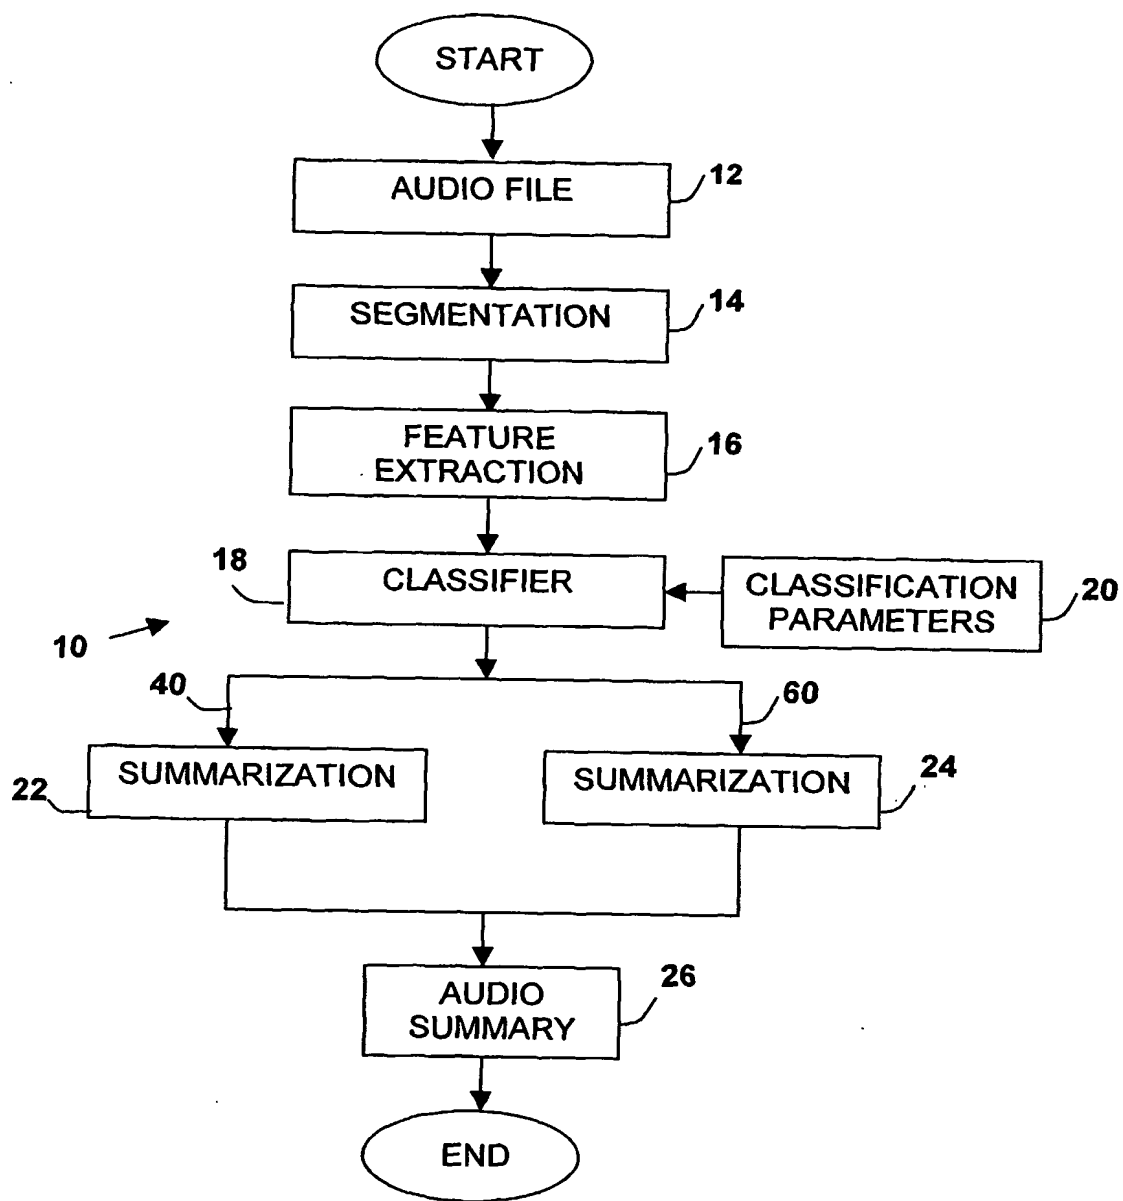 START
AUDIO FILE
12
SEGMENTATION
14
FEATURE
EXTRACTION
16
18
CLASSIFIER
CLASSIFICATION
PARAMETERS
20
10
40
60
SUMMARIZATION
22
SUMMARIZATION
24
AUDIO
SUMMARY
26
END